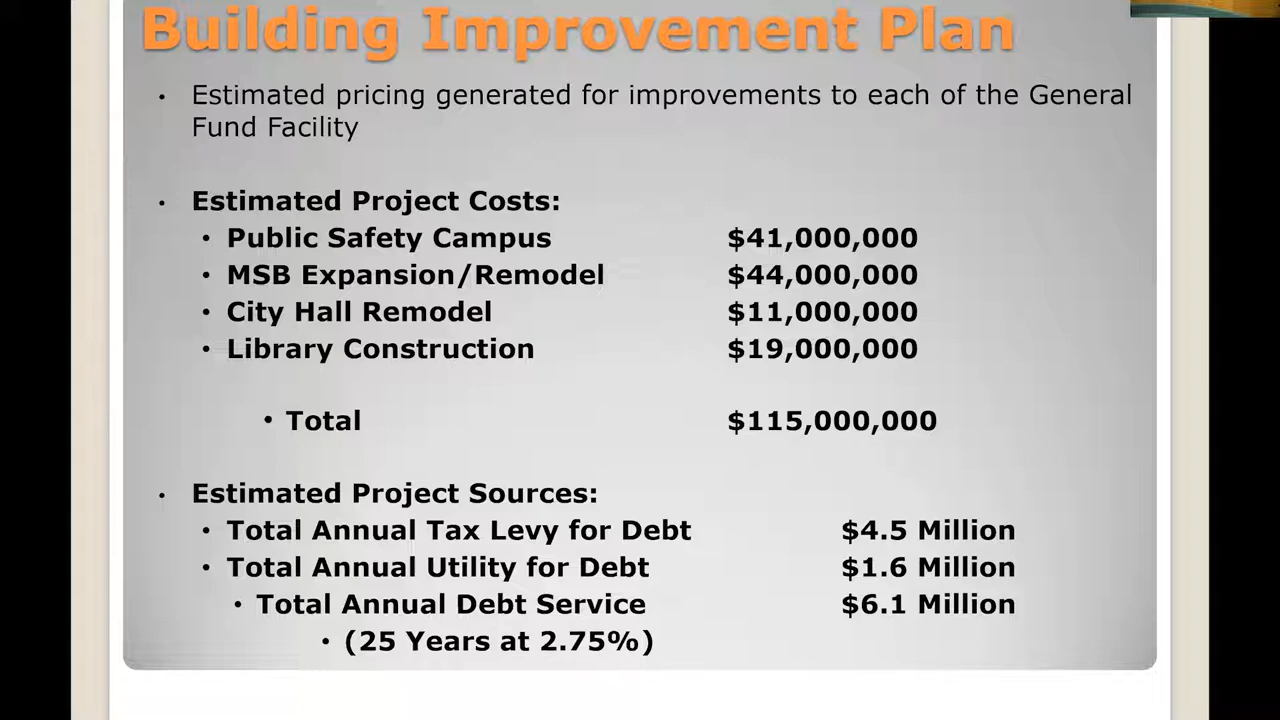 Building Improvement Plan
• Estimated pricing generated for improvements to each of the General
Fund Facility
• Estimated Project Costs:
• Public Safety Campus $41,000,000
• MSB Expansion/Remodel $44,000,000
• City Hall Remodel $11,000,000
• Library Construction $19,000,000
• Total $115,000,000
• Estimated Project Sources:
• Total Annual Tax Levy for Debt $4.5 Million
• Total Annual Utility for Debt $1.6 Million
• Total Annual Debt Service $6.1 Million
• (25 Years at 2.75%)